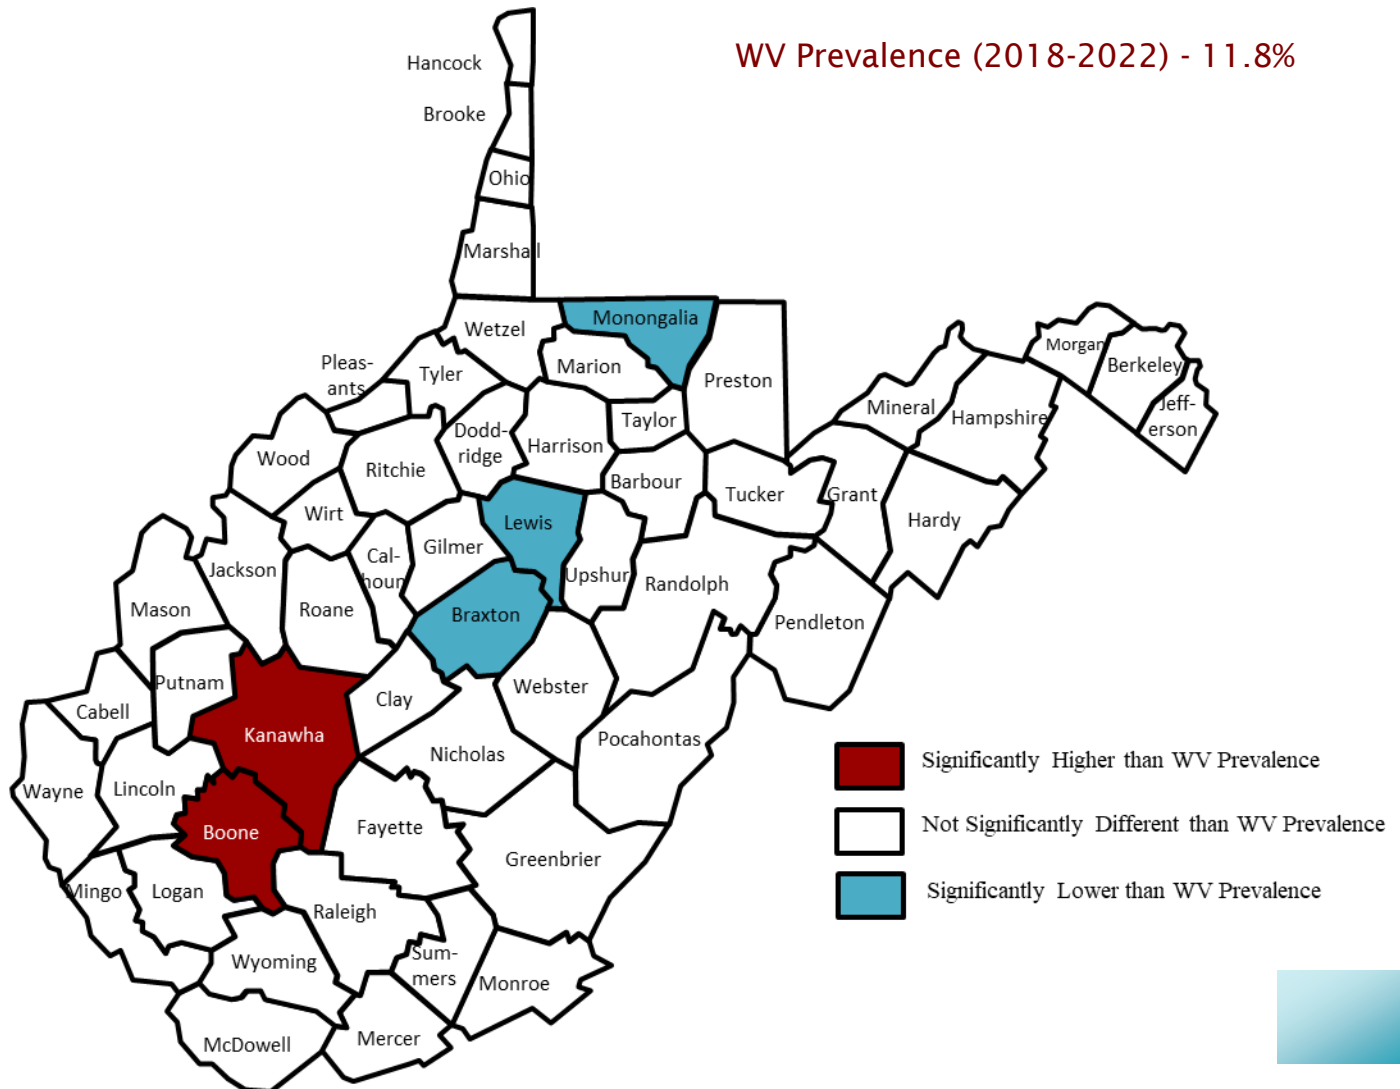 WV Prevalence (2018-2022) - 11.8%
Hancock
Brooke
Ohio
Marshall
Wetzel
Monongalia
Marion
Preston
Pleas-
ants
Tyler
Morgan
Berkeley
Jeff-
erson
Mineral
Hampshire
Wood
Ritchie
Dodd-
ridge
Harrison
Taylor
Barbour
Tucker
Grant
Hardy
Wirt
Lewis
Gilmer
Cal-
houn
Jackson
Roane
Mason
Upshur
Randolph
Braxton
Pendleton
Putnam
Cabell
Kanawha
Clay
Webster
Nicholas
Pocahontas
Wayne
Lincoln
Boone
Fayette
Greenbrier
Mingo
Logan
Raleigh
Wyoming
Sum-
mers
Monroe
McDowell
Mercer
Significantly Higher than WV Prevalence
Not Significantly Different than WV Prevalence
Significantly Lower than WV Prevalence